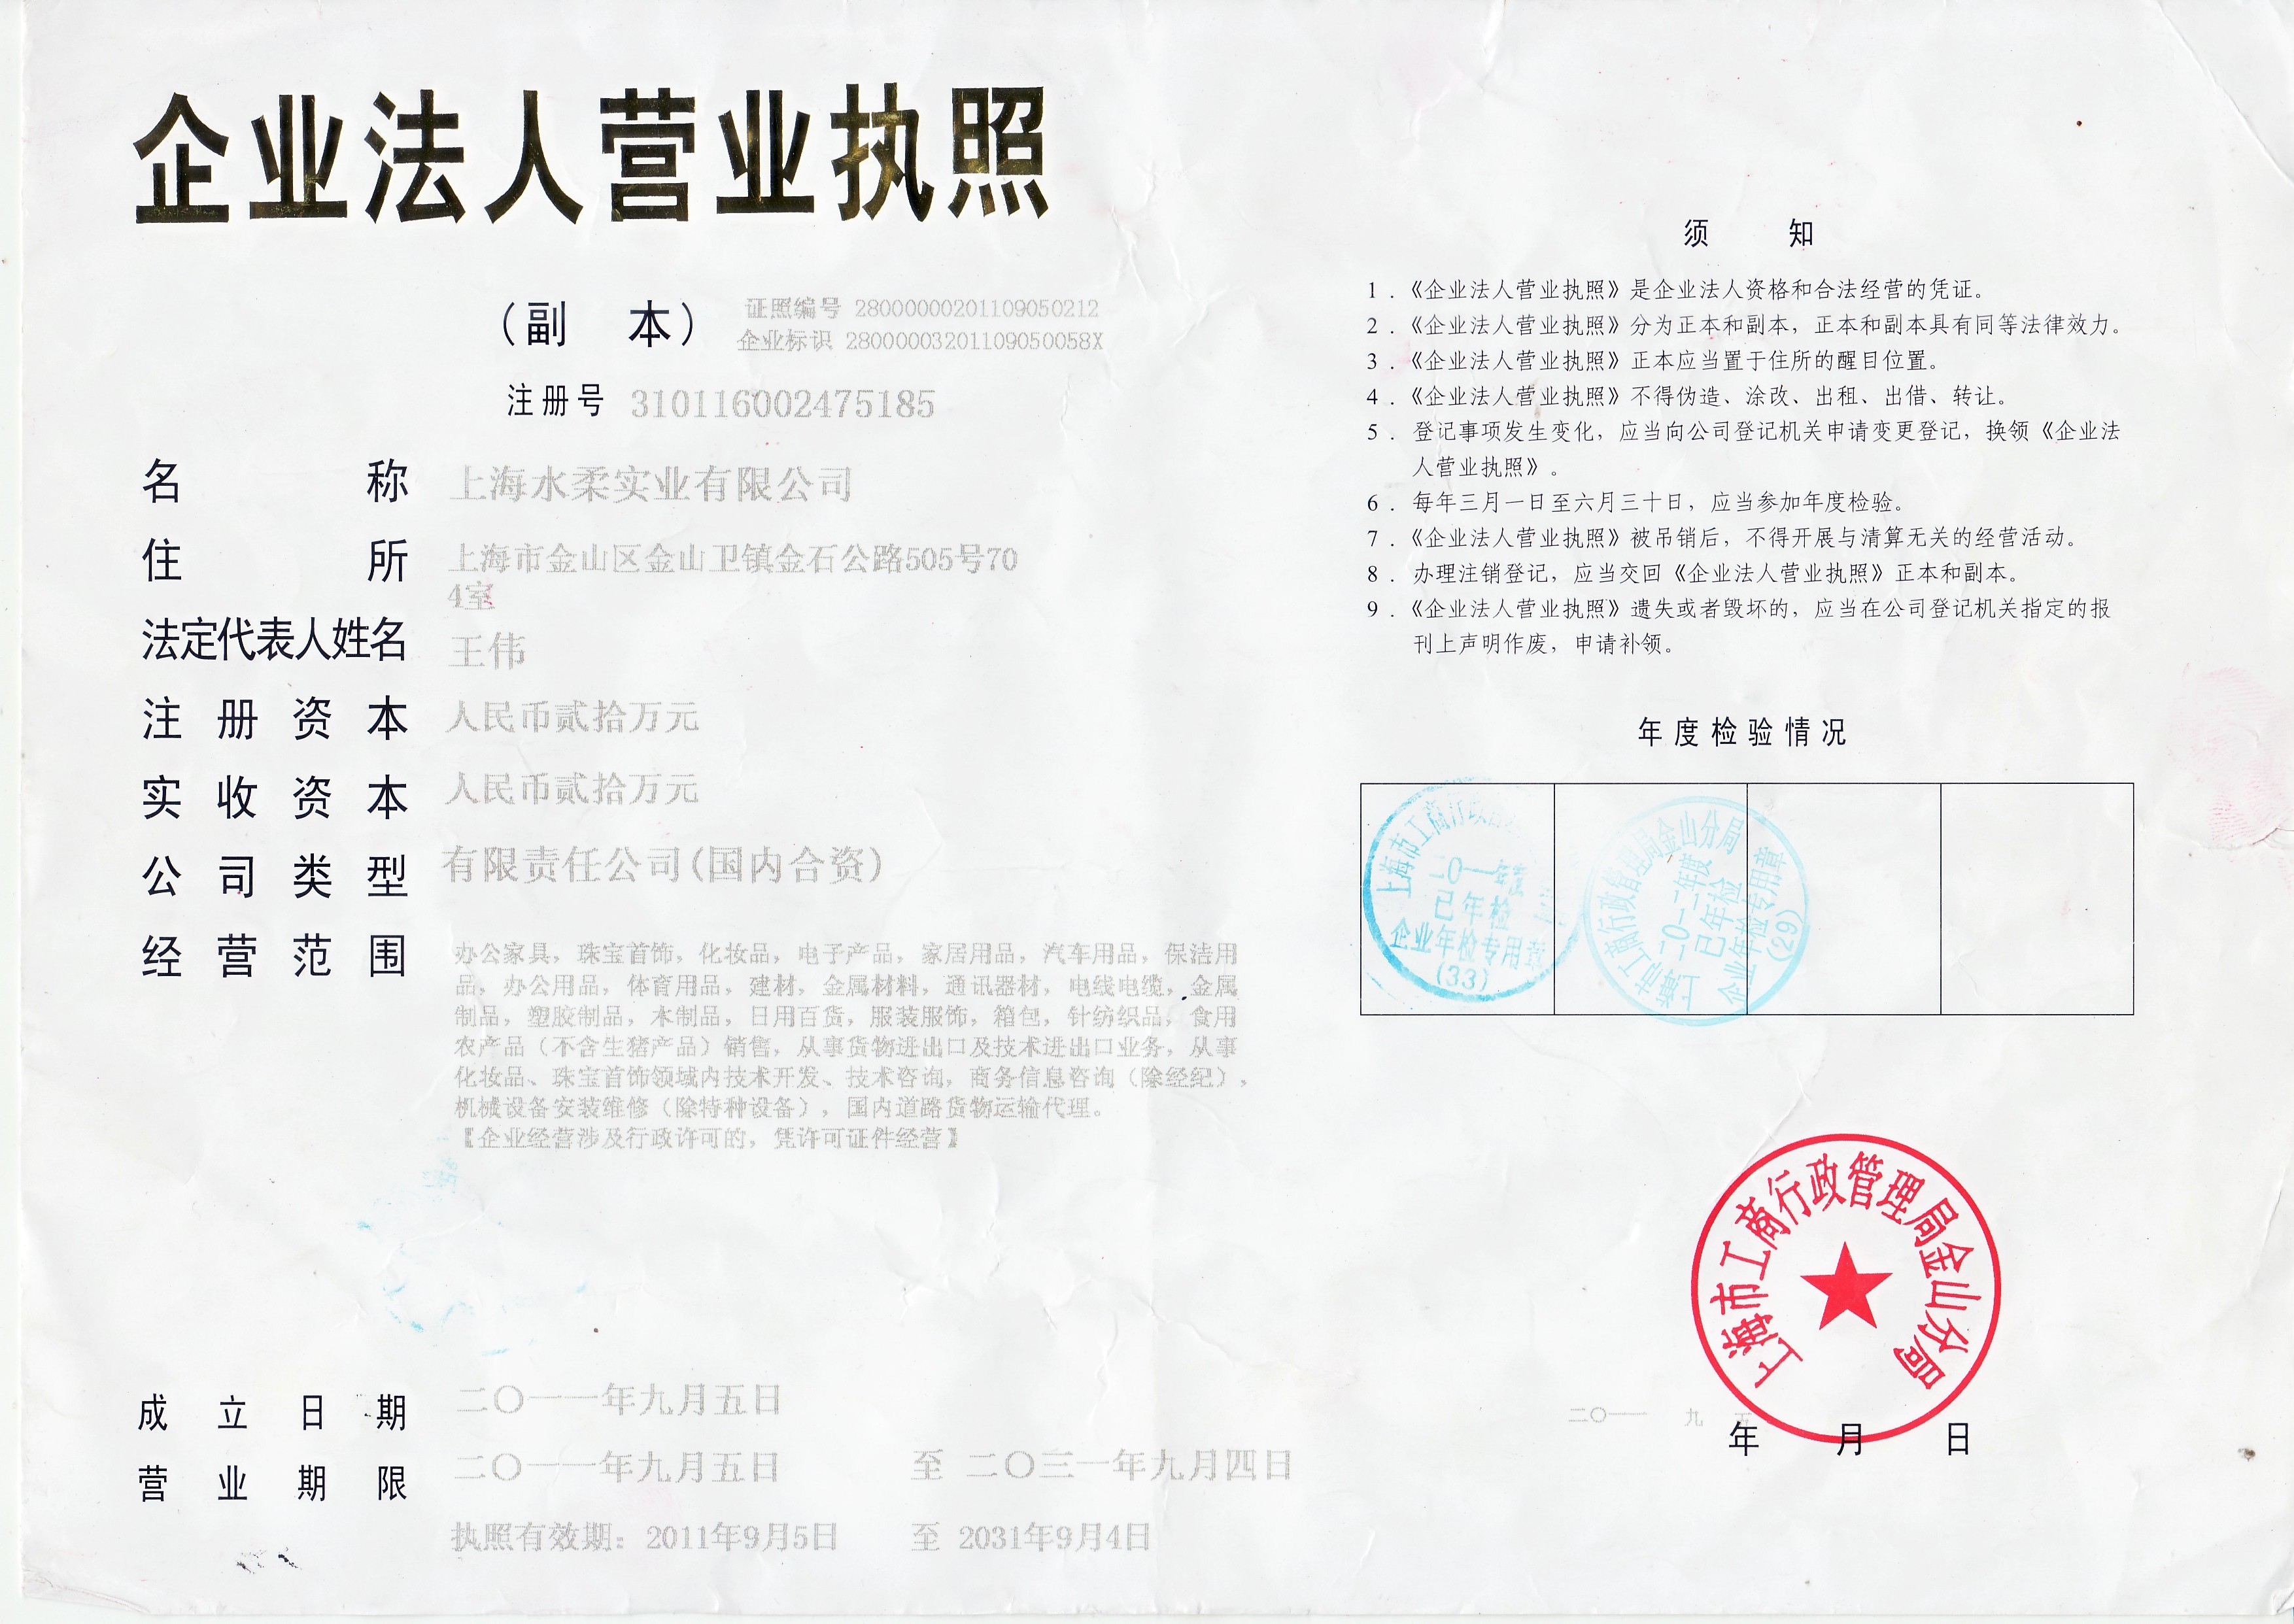 企业法人营业执照
（副 本）
证照编号 28000000201109050212
企业标识 28000003201109050058X
注册号 310116002475185
名 称 上海水柔实业有限公司
住 所 上海市金山区金山卫镇金石公路505号70
4室
法定代表人姓名 王伟
注 册 资 本 人民币贰拾万元
实 收 资 本 人民币贰拾万元
公 司 类 型 有限责任公司(国内合资)
经 营 范 围 办公家具，珠宝首饰，化妆品，电子产品，家居用品，汽车用品，保洁用
品，办公用品，体育用品，建材，金属材料，通讯器材，电线电缆，金属
制品，塑胶制品，木制品，日用百货，服装服饰，箱包，针纺织品，食用
农产品（不含生猪产品）销售，从事货物进出口及技术进出口业务，从事
化妆品、珠宝首饰领域内技术开发、技术咨询，商务信息咨询（除经纪），
机械设备安装维修（除特种设备），国内道路货物运输代理。
【企业经营涉及行政许可的，凭许可证件经营】
成 立 日 期 二〇一一年九月五日
营 业 期 限 二〇一一年九月五日 至 二〇三一年九月四日
执照有效期：2011年9月5日 至 2031年9月4日
须 知
1．《企业法人营业执照》是企业法人资格和合法经营的凭证。
2．《企业法人营业执照》分为正本和副本，正本和副本具有同等法律效力。
3．《企业法人营业执照》正本应当置于住所的醒目位置。
4．《企业法人营业执照》不得伪造、涂改、出租、出借、转让。
5．登记事项发生变化，应当向公司登记机关申请变更登记，换领《企业法
人营业执照》。
6．每年三月一日至六月三十日，应当参加年度检验。
7．《企业法人营业执照》被吊销后，不得开展与清算无关的经营活动。
8．办理注销登记，应当交回《企业法人营业执照》正本和副本。
9．《企业法人营业执照》遗失或者毁坏的，应当在公司登记机关指定的报
刊上声明作废，申请补领。
年度检验情况
上海市工商行政
二〇一一年度
已年检
企业年检专用章
(33)
上海市工商行政管理局金山分局
二〇一二年度
已年检
企业年检专用章
(29)
上海市工商行政管理局金山分局
二〇一一 九 五
年 月 日